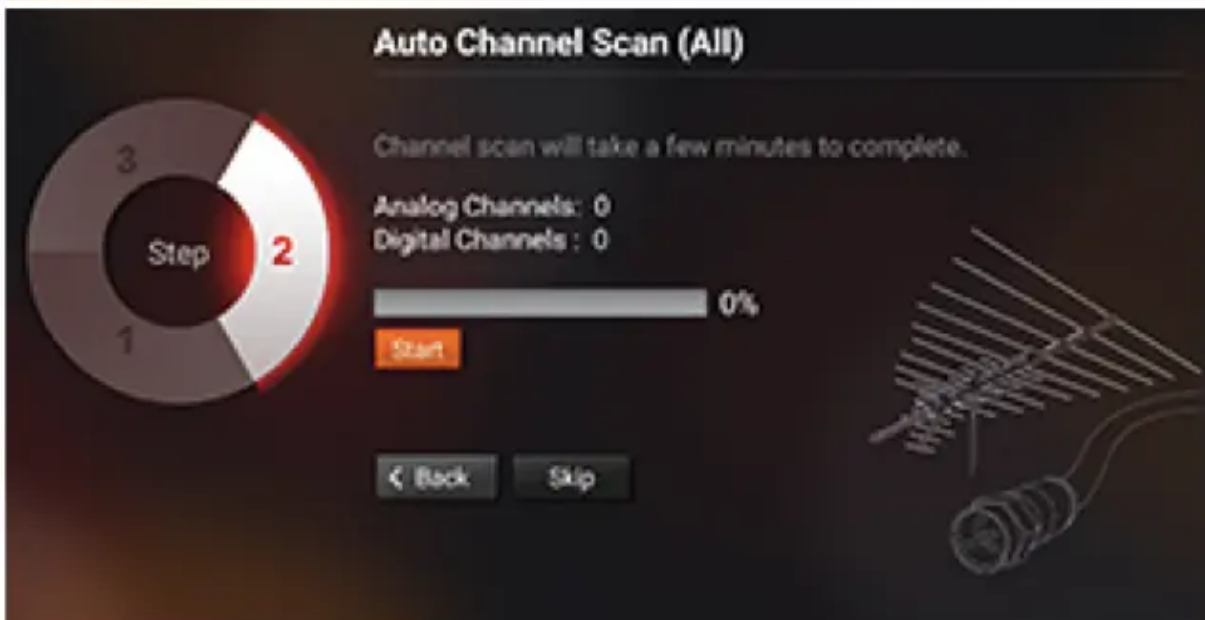 Auto Channel Scan (All)
Channel scan will take a few minutes to complete.
Analog Channels: 0
Digital Channels : 0
0%
Start
< Back
Skip
3
Step
2
1